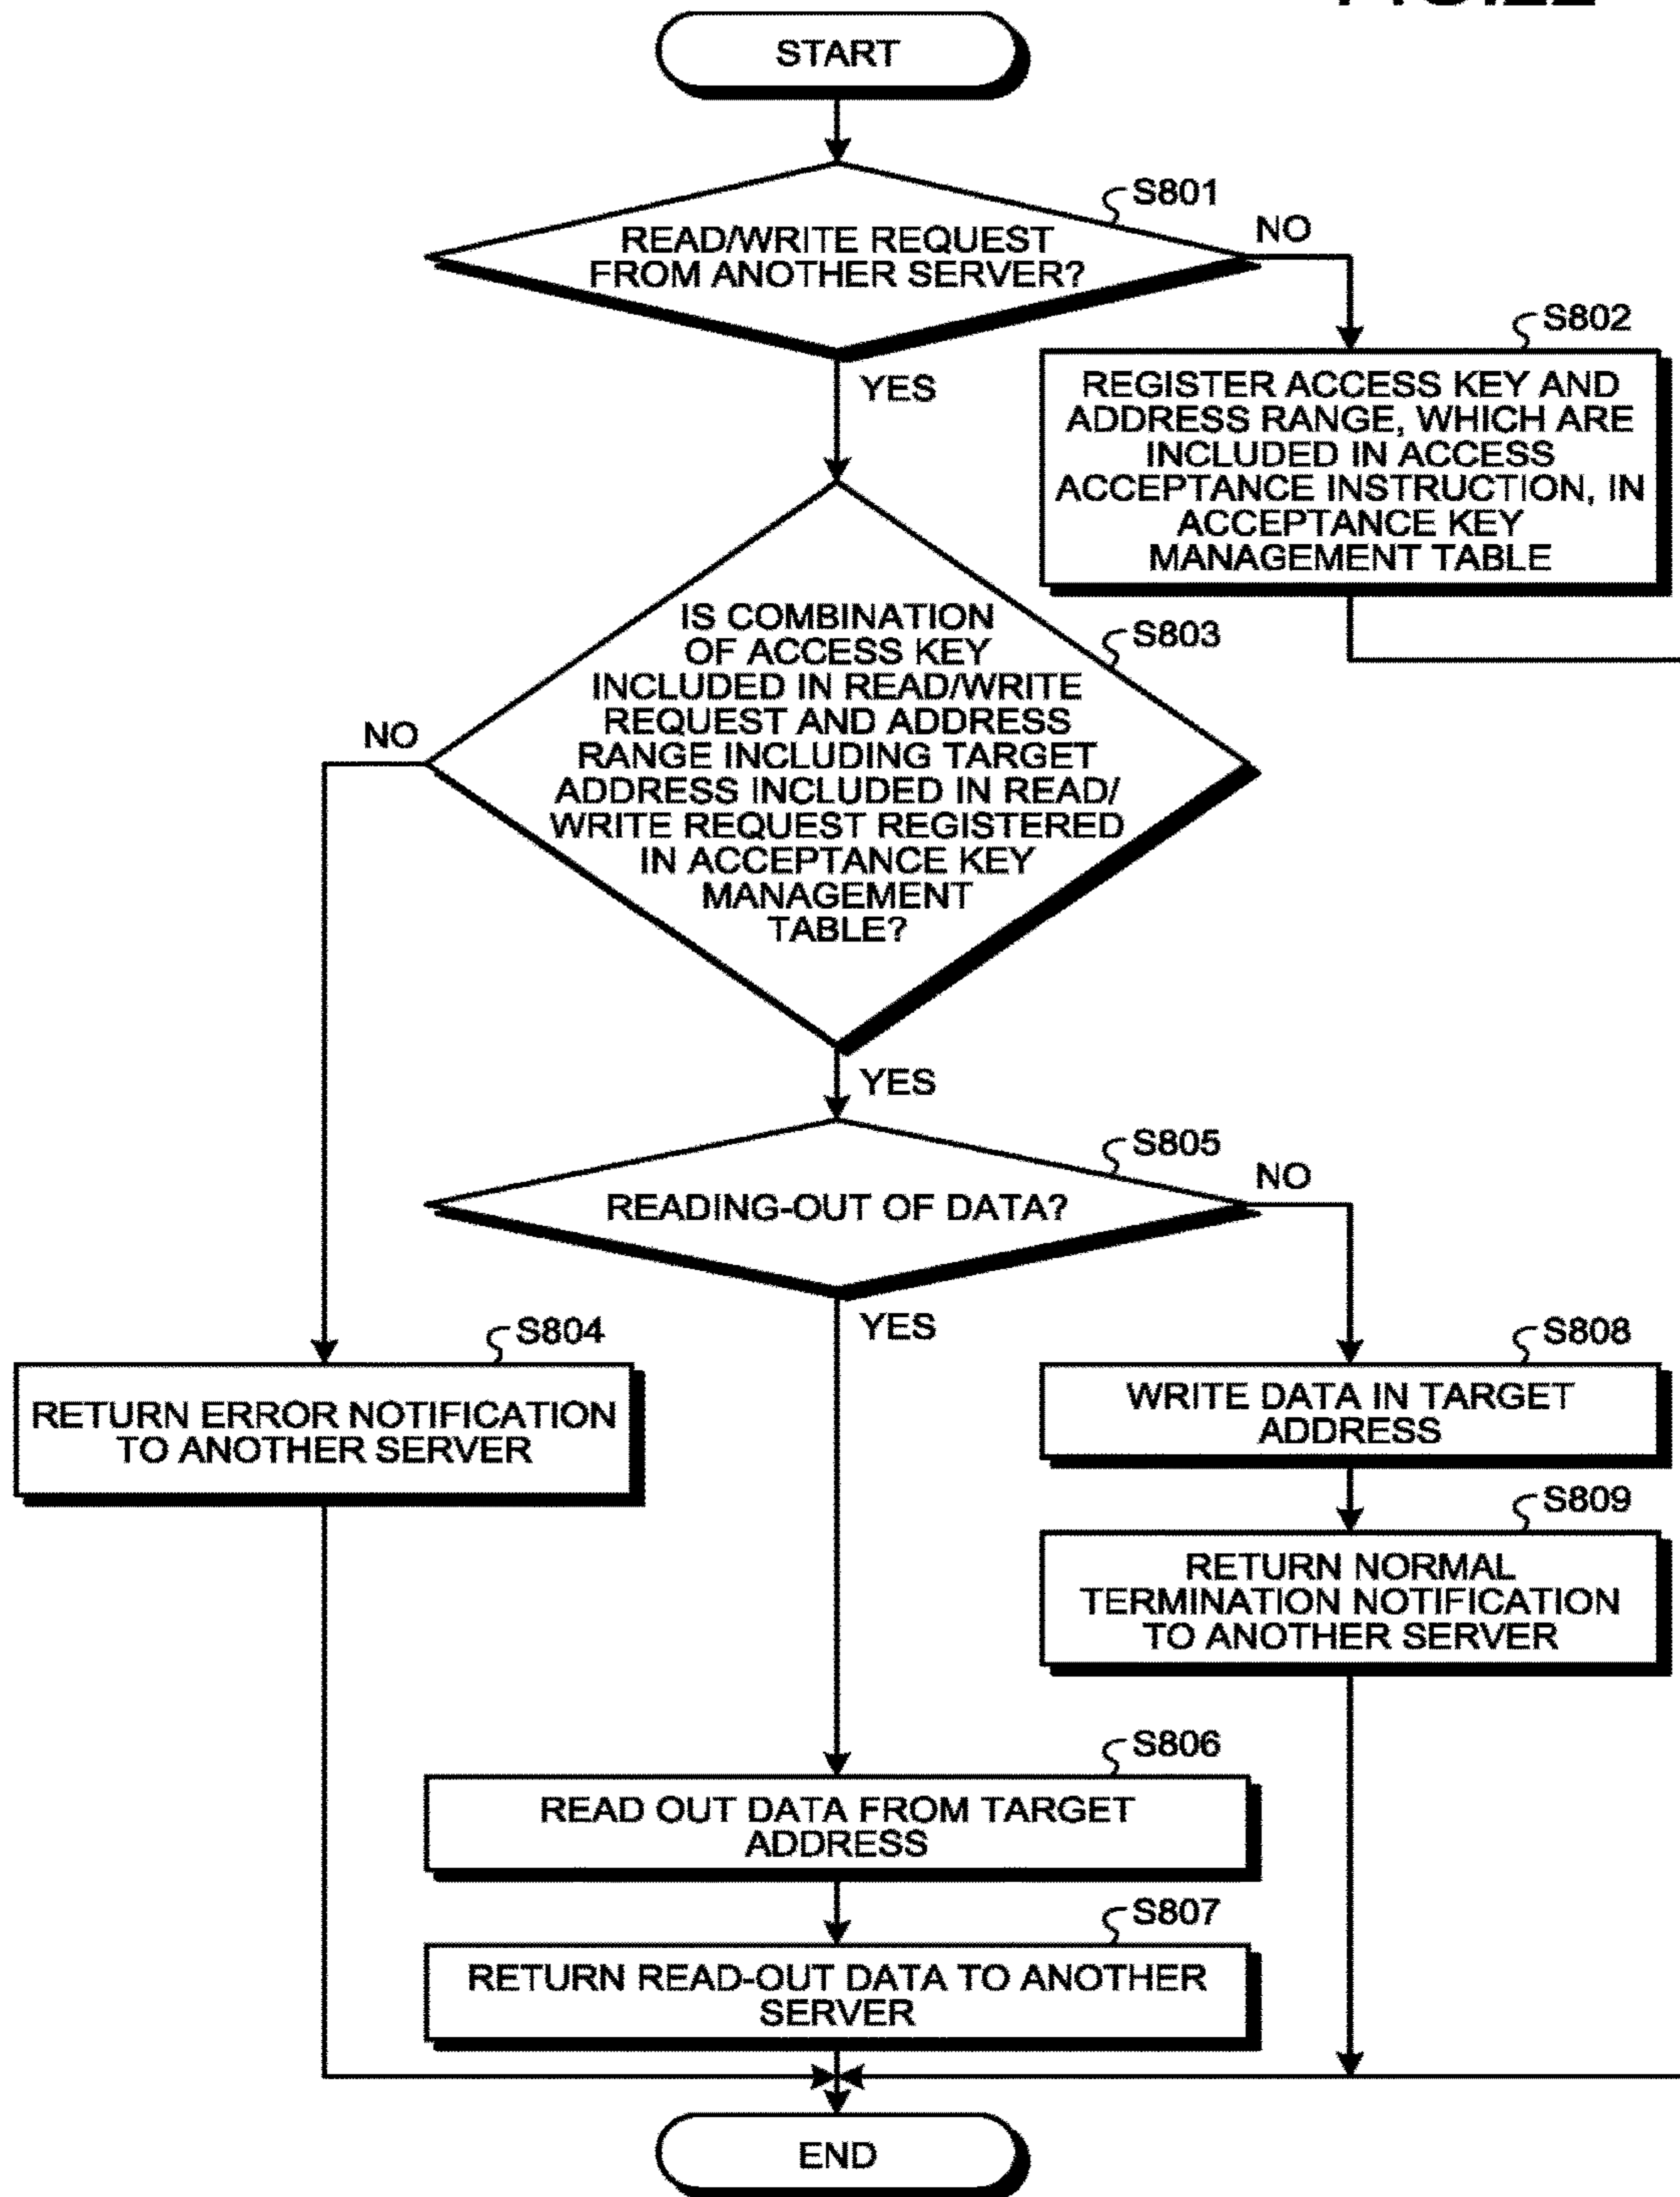 START
S801
READ/WRITE REQUEST
FROM ANOTHER SERVER?
NO
YES
S802
REGISTER ACCESS KEY AND
ADDRESS RANGE, WHICH ARE
INCLUDED IN ACCESS
ACCEPTANCE INSTRUCTION, IN
ACCEPTANCE KEY
MANAGEMENT TABLE
S803
IS COMBINATION
OF ACCESS KEY
INCLUDED IN READ/WRITE
REQUEST AND ADDRESS
RANGE INCLUDING TARGET
ADDRESS INCLUDED IN READ/
WRITE REQUEST REGISTERED
IN ACCEPTANCE KEY
MANAGEMENT
TABLE?
NO
YES
S805
READING-OUT OF DATA?
NO
YES
S804
RETURN ERROR NOTIFICATION
TO ANOTHER SERVER
S808
WRITE DATA IN TARGET
ADDRESS
S809
RETURN NORMAL
TERMINATION NOTIFICATION
TO ANOTHER SERVER
S806
READ OUT DATA FROM TARGET
ADDRESS
S807
RETURN READ-OUT DATA TO ANOTHER
SERVER
END